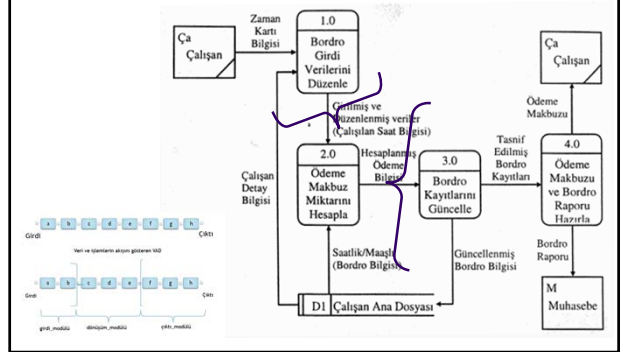 Ça
Çalışan
Zaman
Kartı
Bilgisi
1.0
Bordro
Girdi
Verilerini
Düzenle
Girilmiş ve
Düzenlenmiş veriler
(Çalışılan Saat Bilgisi)
Çalışan
Detay
Bilgisi
2.0
Ödeme
Makbuz
Miktarını
Hesapla
Hesaplanmış
Ödeme
Bilgisi
3.0
Bordro
Kayıtlarını
Güncelle
Tasnif
Edilmiş
Bordro
Kayıtları
Ça
Çalışan
Ödeme
Makbuzu
4.0
Ödeme
Makbuzu
ve Bordro
Raporu
Hazırla
Bordro
Raporu
M
Muhasebe
Saatlik/Maaşlı
(Bordro Bilgisi)
Güncellenmiş
Bordro Bilgisi
D1 Çalışan Ana Dosyası
a b c d e f g h
Girdi Çıktı
Veri ve işlemlerin akışını gösteren VAD
a b c d e f g h
Girdi Çıktı
girdi_modülü dönüşüm_modülü çıktı_modülü